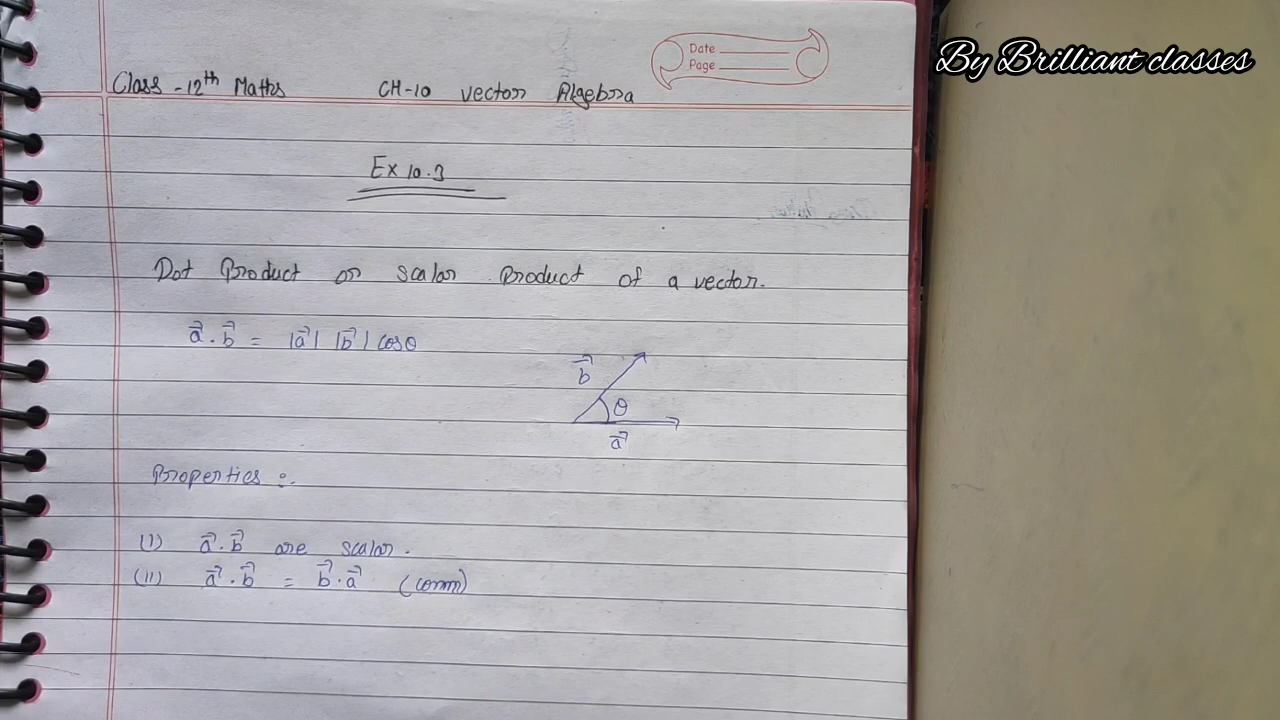 Date
Page
By Brilliant classes
Class - 12th Maths CH-10 vector Algebra
Ex 10.3
Dot Product or scalar Product of a vector.
a⃗ . b⃗ = |a⃗| |b⃗| cosθ
b⃗
θ
a⃗
Properties :-
(I) a⃗ . b⃗ are scalar.
(II) a⃗ . b⃗ = b⃗ . a⃗ (comm)